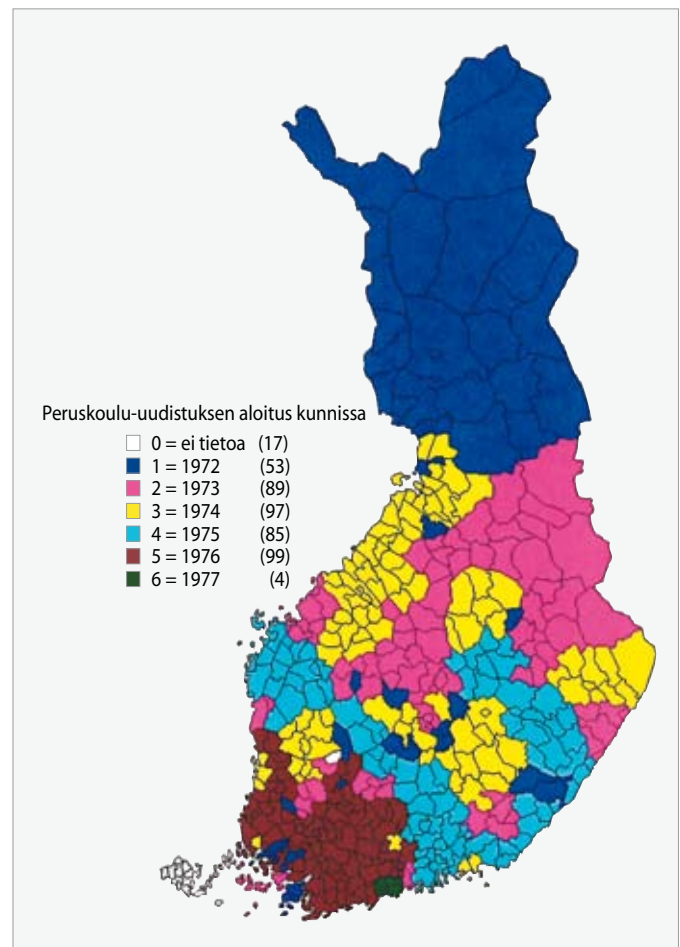 Peruskoulu-uudistuksen aloitus kunnissa
0 = ei tietoa (17)
1 = 1972 (53)
2 = 1973 (89)
3 = 1974 (97)
4 = 1975 (85)
5 = 1976 (99)
6 = 1977 (4)